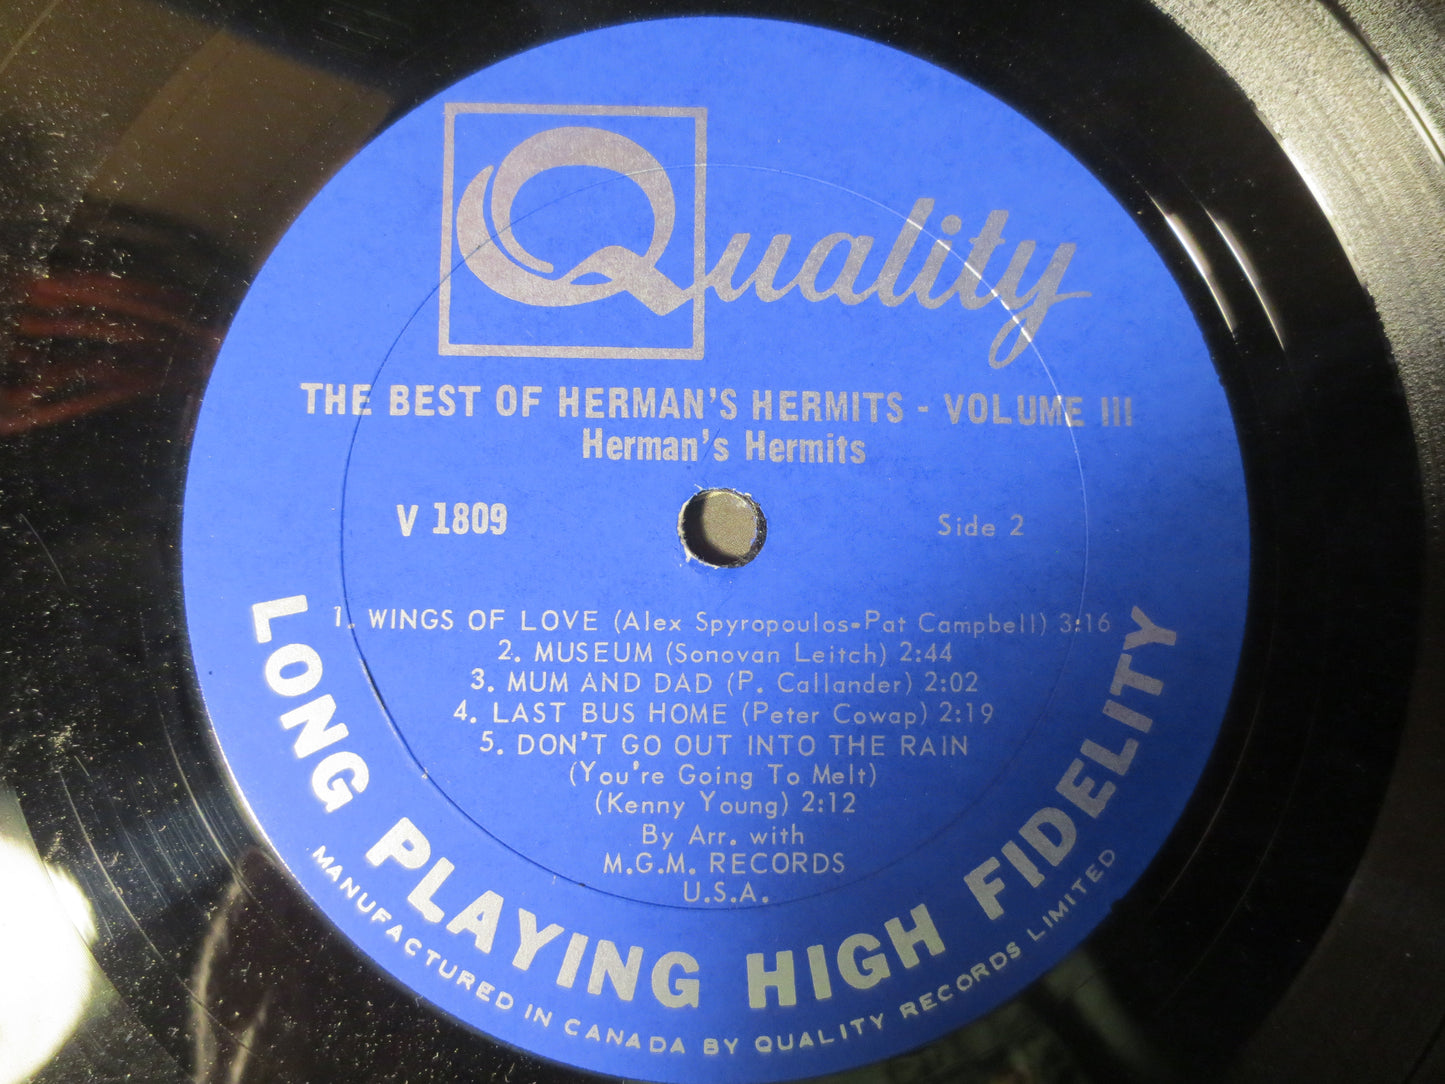 Quality
THE BEST OF HERMAN'S HERMITS - VOLUME III
Herman's Hermits
V 1809
Side 2
1. WINGS OF LOVE (Alex Spyropoulos-Pat Campbell) 3:16
2. MUSEUM (Sonovan Leitch) 2:44
3. MUM AND DAD (P. Callander) 2:02
4. LAST BUS HOME (Peter Cowap) 2:19
5. DON'T GO OUT INTO THE RAIN
(You're Going To Melt)
(Kenny Young) 2:12
By Arr. with
M.G.M. RECORDS
U.S.A.
LONG PLAYING HIGH FIDELITY
MANUFACTURED IN CANADA BY QUALITY RECORDS LIMITED